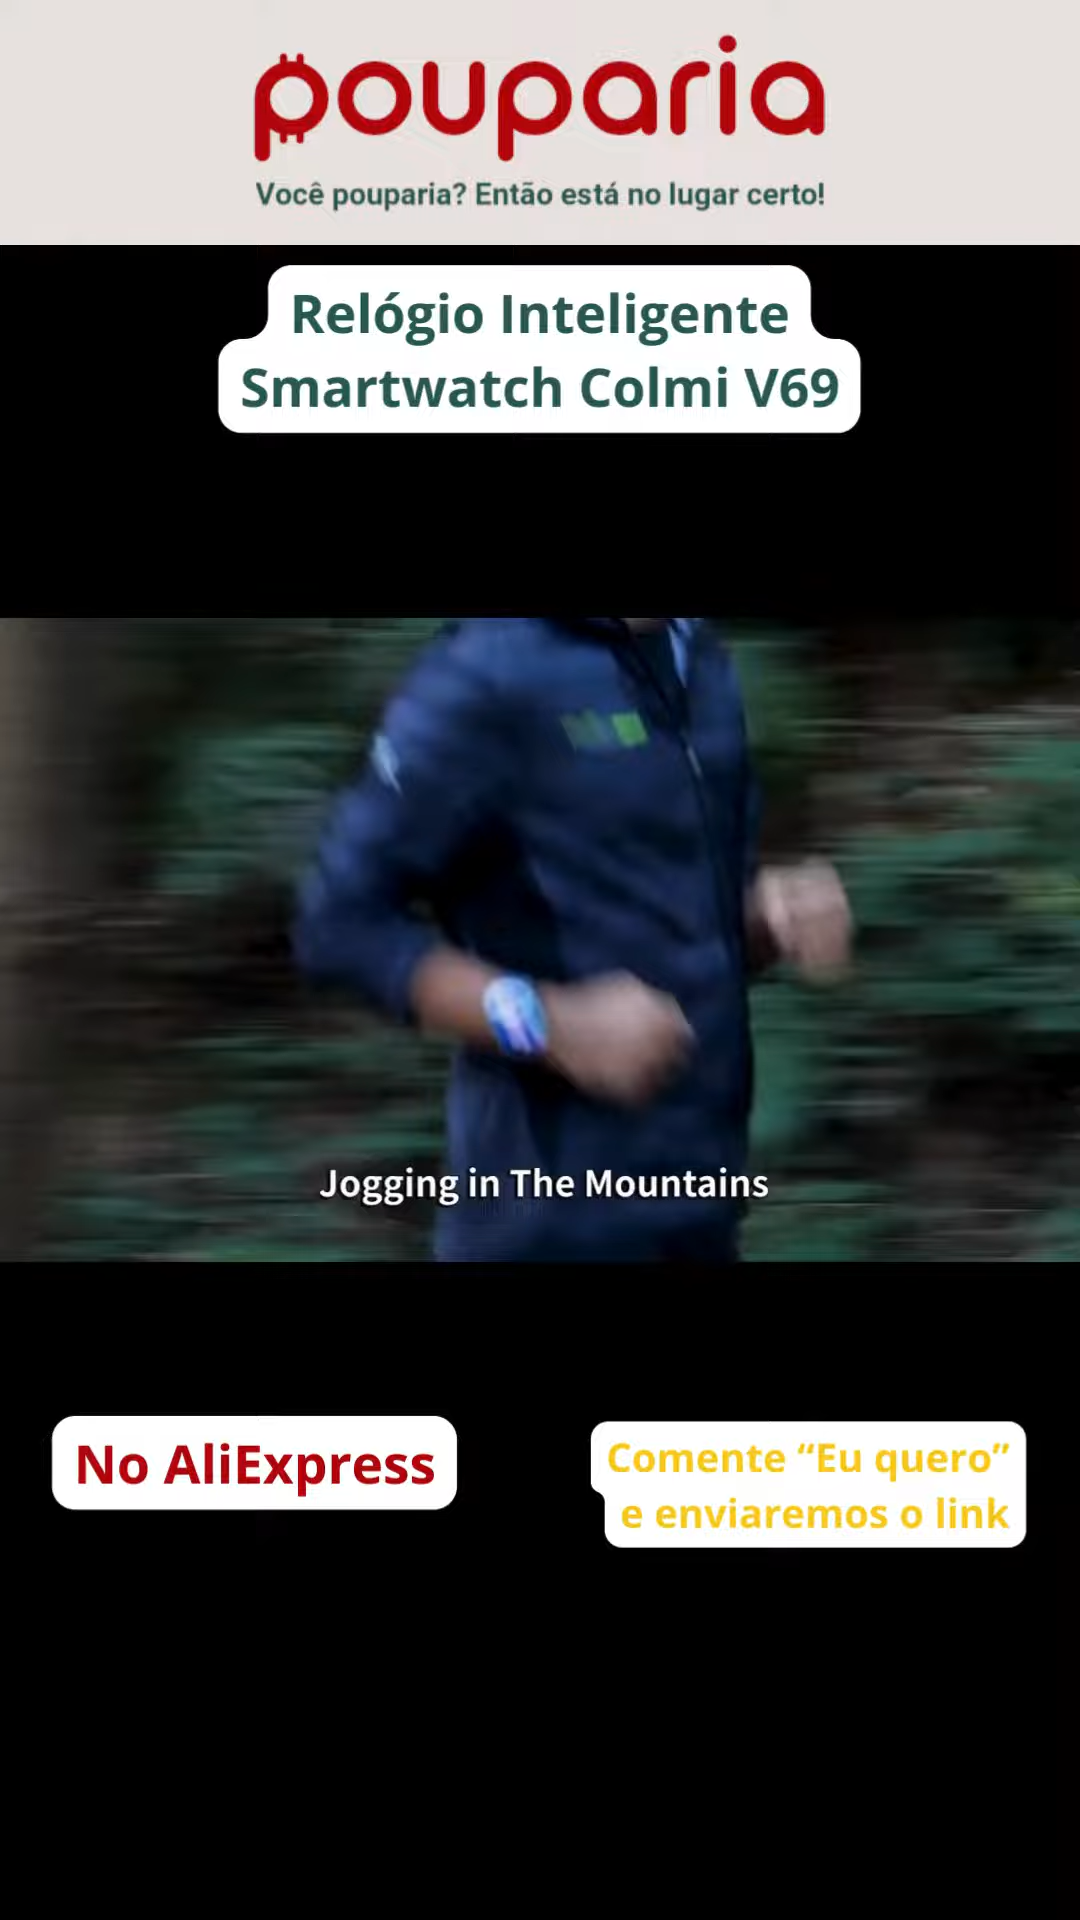 pouparia
Você pouparia? Então está no lugar certo!
Relógio Inteligente
Smartwatch Colmi V69
Jogging in The Mountains
No AliExpress
Comente “Eu quero”
e enviaremos o link